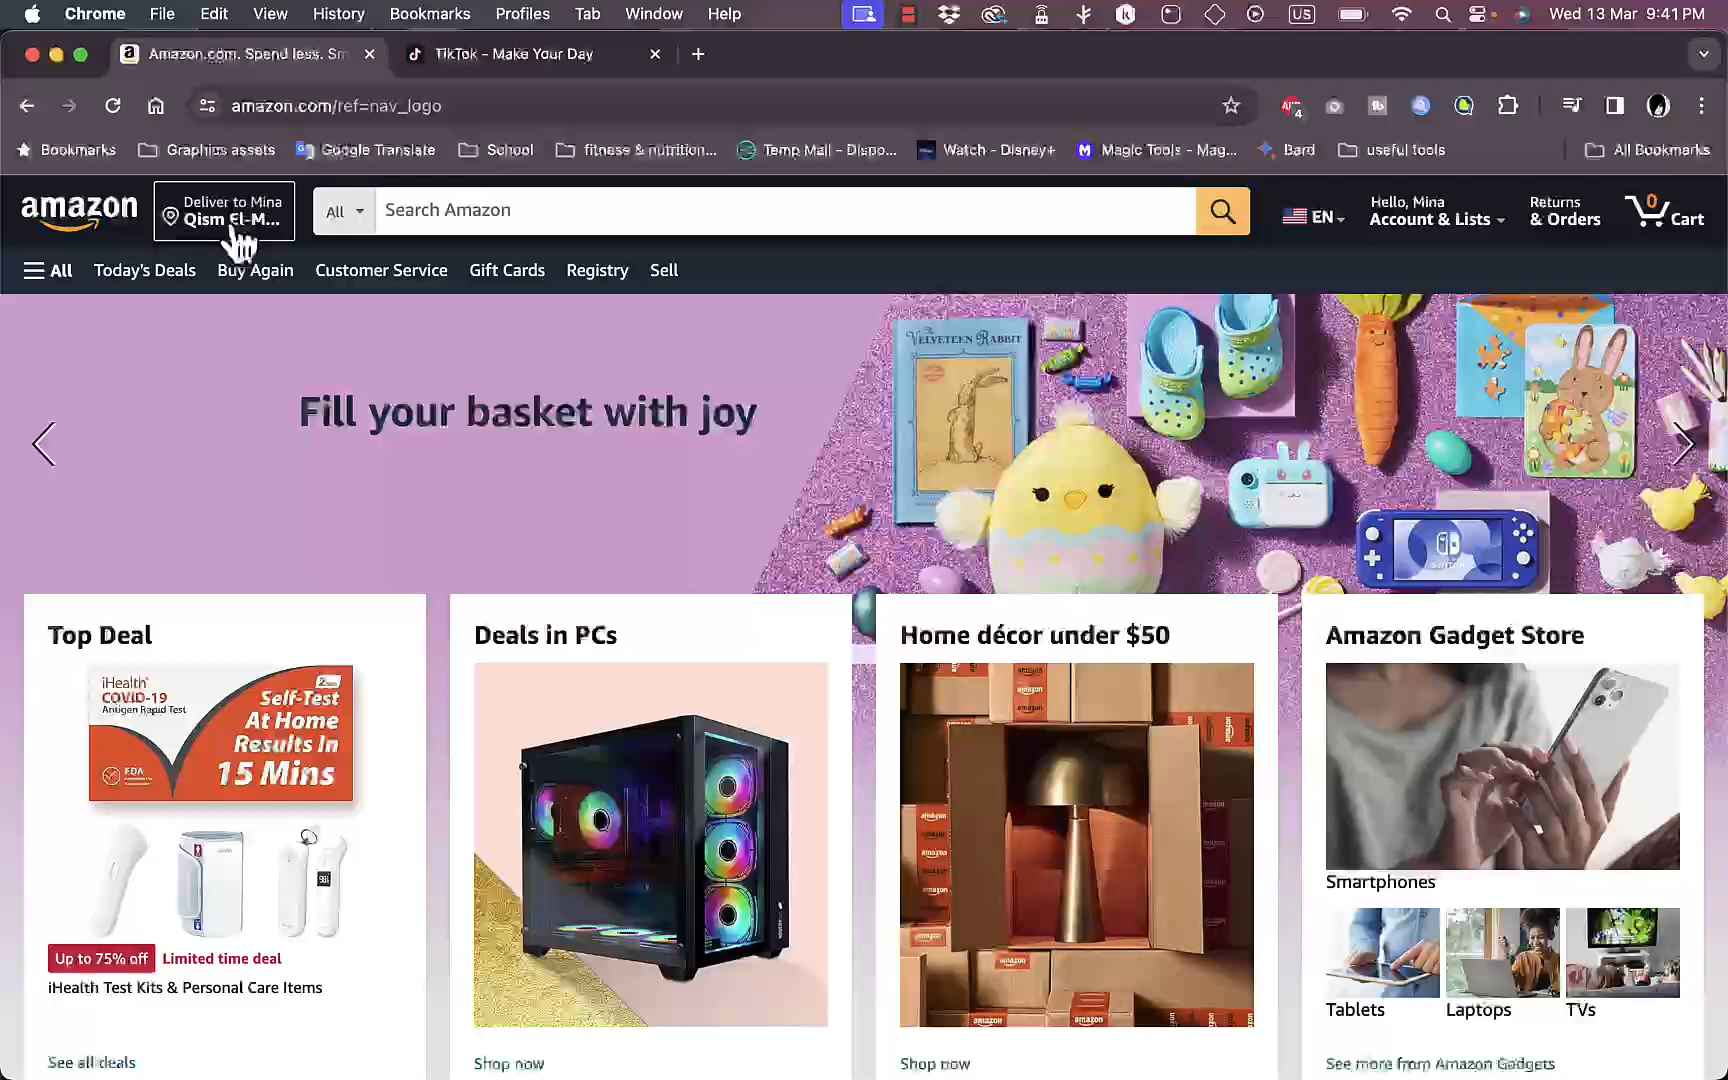 Chrome File Edit View History Bookmarks Profiles Tab Window Help US Wed 13 Mar 9:41 PM
Amazon.com. Spend less. Sm TikTok - Make Your Day
amazon.com/ref=nav_logo
Bookmarks Graphics assets Google Translate School fitness & nutrition... Temp Mail - Dispo... Watch - Disney+ Magic Tools - Mag... Bard useful tools All Bookmarks
amazon
Deliver to Mina
Qism El-M...
All Search Amazon
EN
Hello, Mina
Account & Lists
Returns
& Orders
0
Cart
All Today's Deals Buy Again Customer Service Gift Cards Registry Sell
Fill your basket with joy
The
VELVETEEN RABBIT
SWITCH
Top Deal
iHealth
COVID-19
Antigen Rapid Test
Self-Test
At Home
Results In
15 Mins
Up to 75% off Limited time deal
iHealth Test Kits & Personal Care Items
See all deals
Deals in PCs
Shop now
Home décor under $50
Shop now
Amazon Gadget Store
Smartphones
Tablets
Laptops
TVs
See more from Amazon Gadgets